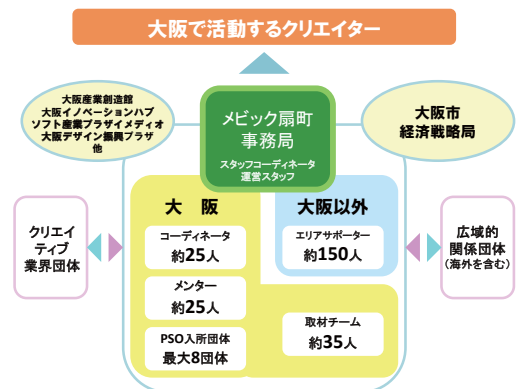 大阪で活動するクリエイター
大阪産業創造館
大阪イノベーションハブ
ソフト産業プラザイメディオ
大阪デザイン振興プラザ
他
メビック扇町
事務局
スタッフコーディネータ
運営スタッフ
大阪市
経済戦略局
大 阪
大阪以外
クリエイ
ティブ
業界団体
コーディネータ
約25人
エリアサポーター
約150人
広域的
関係団体
(海外を含む)
メンター
約25人
取材チーム
約35人
PSO入所団体
最大8団体